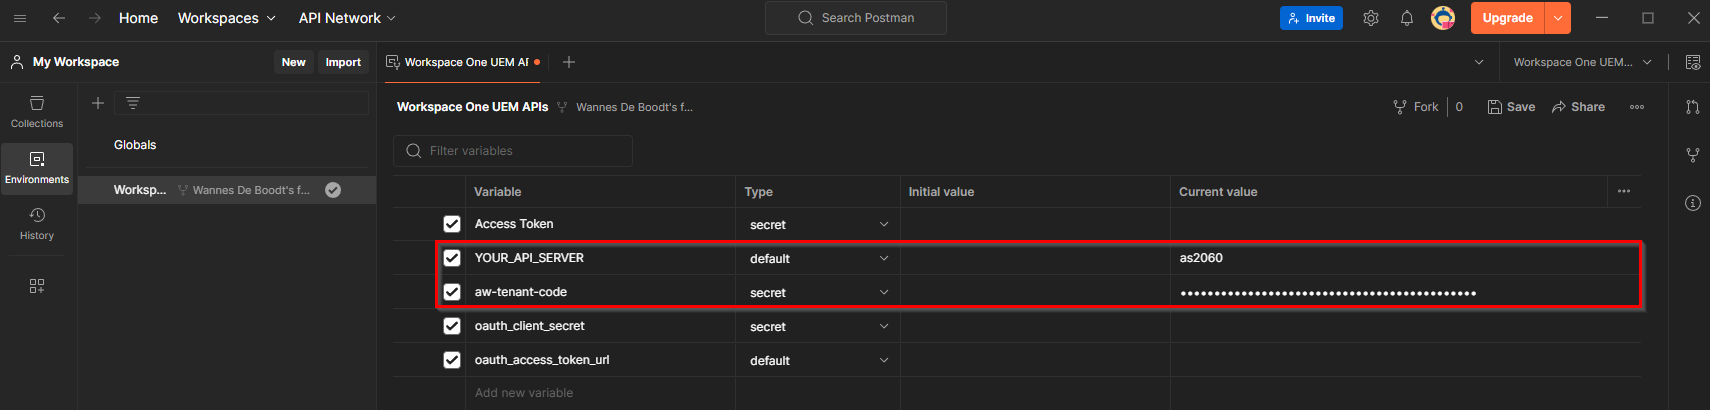 Home Workspaces API Network Search Postman Invite Upgrade
My Workspace New Import Workspace One UEM AI Workspace One UEM...
Collections
Environments
History
Globals
Worksp... Wannes De Boodt's f...
Workspace One UEM APIs Wannes De Boodt's f... Fork 0 Save Share
Filter variables
Variable Type Initial value Current value
Access Token secret
YOUR_API_SERVER default as2060
aw-tenant-code secret ••••••••••••••••••••••••••••••••••••••••••••
oauth_client_secret secret
oauth_access_token_url default
Add new variable